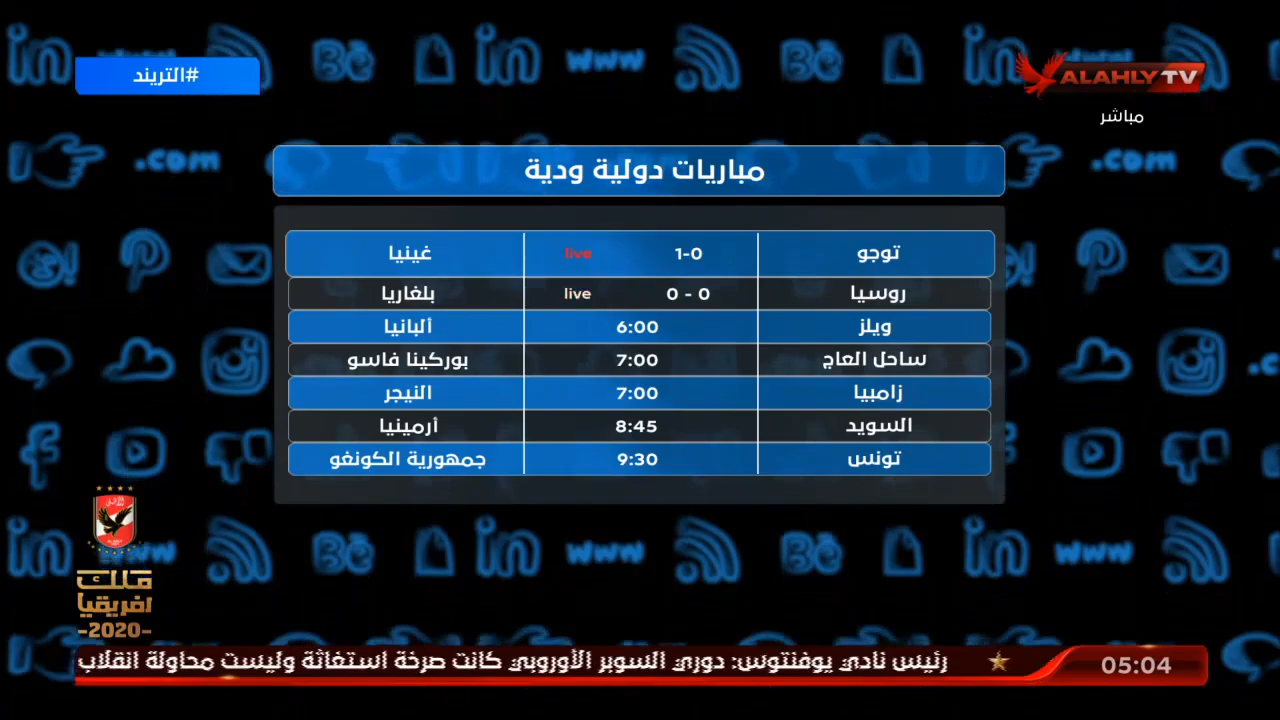 #التريند
ALAHLY TV
مباشر
مباريات دولية ودية
توجو 1-0 live غينيا
روسيا 0 - 0 live بلغاريا
ويلز 6:00 ألبانيا
ساحل العاج 7:00 بوركينا فاسو
زامبيا 7:00 النيجر
السويد 8:45 أرمينيا
تونس 9:30 جمهورية الكونغو
ملك
افريقيا
-2020-
05:04
رئيس نادي يوفنتوس: دوري السوبر الأوروبي كانت صرخة استغاثة وليست محاولة انقلاب